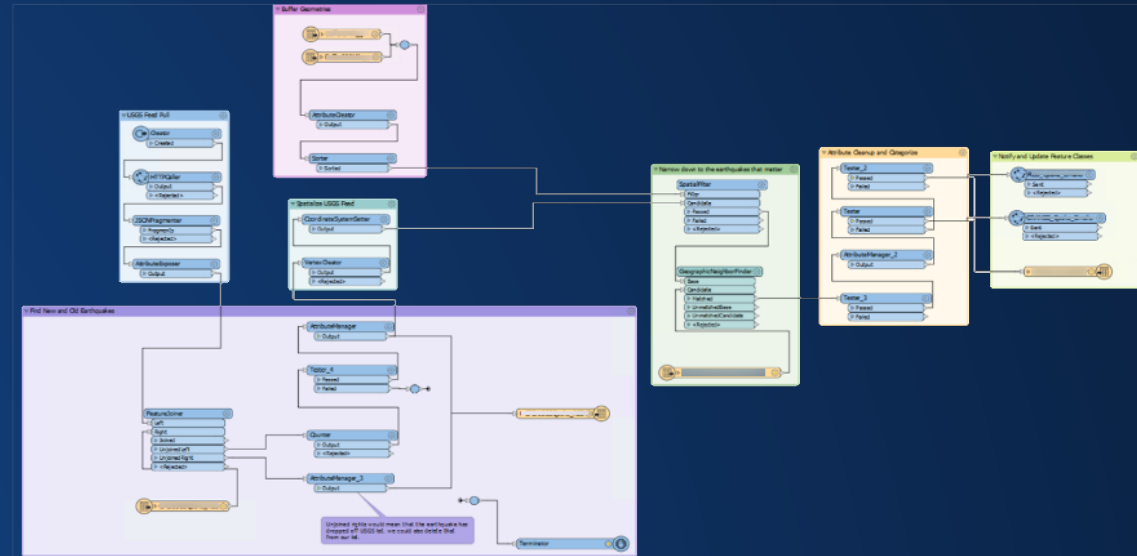 Buffer Geometries
AttributeCreator
Output
Sorter
Sorted
USGS Feed Pull
Creator
Created
HTTPCaller
Output
<Rejected>
JSONFragmenter
Fragments
<Rejected>
AttributeExposer
Output
Spatialize USGS Feed
CoordinateSystemSetter
Output
VertexCreator
Output
<Rejected>
Find New and Old Earthquakes
AttributeManager
Output
Tester_4
Passed
Failed
FeatureJoiner
Left
Right
Joined
UnjoinedLeft
UnjoinedRight
<Rejected>
Counter
Output
<Rejected>
AttributeManager_3
Output
Unjoined rights would mean that the earthquake has
dropped off USGS list. we could also delete that
from our list.
Terminator
Narrow down to the earthquakes that matter
SpatialFilter
Filter
Candidate
Passed
Failed
<Rejected>
GeographicNeighborFinder
Base
Candidate
Matched
UnmatchedBase
UnmatchedCandidate
<Rejected>
Attribute Cleanup and Categorize
Tester_2
Passed
Failed
Tester
Passed
Failed
AttributeManager_2
Output
Tester_3
Passed
Failed
Notify and Update Feature Classes
Sent
<Rejected>
Sent
<Rejected>